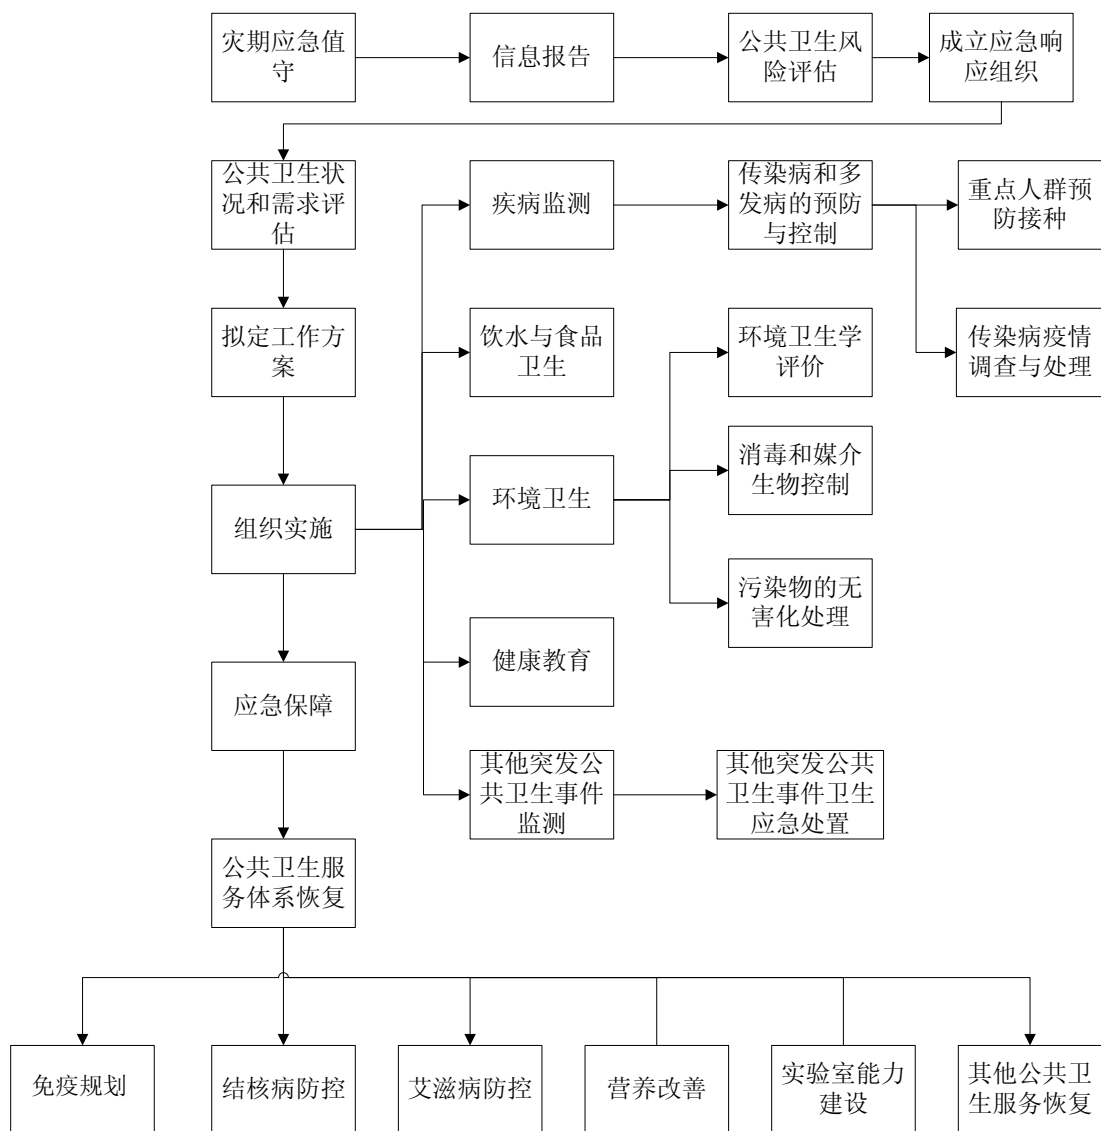 灾期应急值
守
信息报告
公共卫生风
险评估
成立应急响
应组织
公共卫生状
况和需求评
估
疾病监测
传染病和多
发病的预防
与控制
重点人群预
防接种
拟定工作方
案
饮水与食品
卫生
环境卫生学
评价
传染病疫情
调查与处理
组织实施
环境卫生
消毒和媒介
生物控制
污染物的无
害化处理
应急保障
健康教育
其他突发公
共卫生事件
监测
其他突发公共
卫生事件卫生
应急处置
公共卫生服
务体系恢复
免疫规划
结核病防控
艾滋病防控
营养改善
实验室能力
建设
其他公共卫
生服务恢复